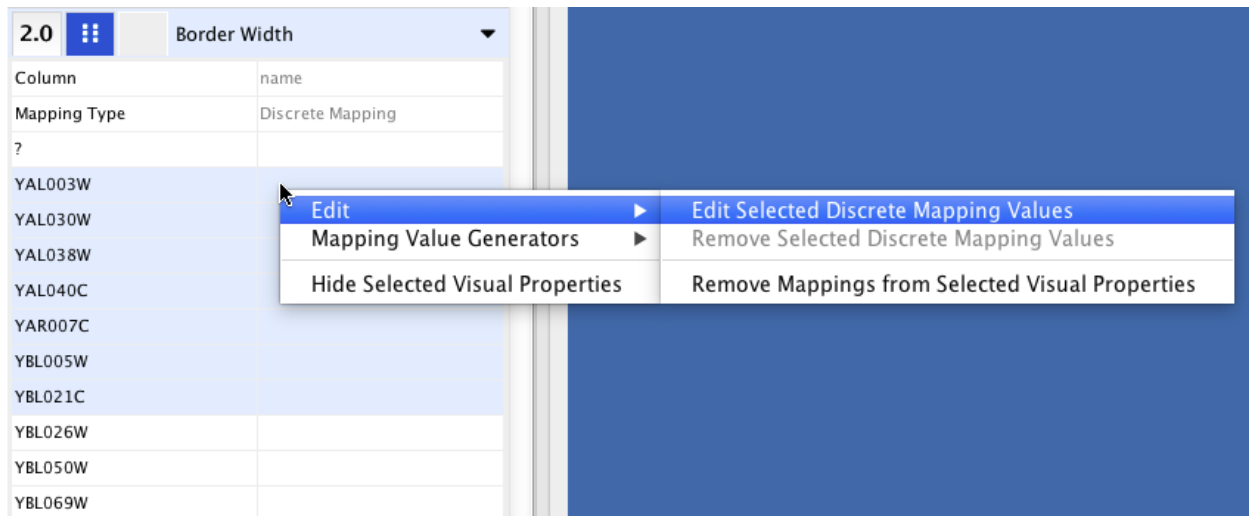 2.0 Border Width
Column name
Mapping Type Discrete Mapping
?
YAL003W
YAL030W
YAL038W
YAL040C
YAR007C
YBL005W
YBL021C
YBL026W
YBL050W
YBL069W
Edit
Mapping Value Generators
Hide Selected Visual Properties
Edit Selected Discrete Mapping Values
Remove Selected Discrete Mapping Values
Remove Mappings from Selected Visual Properties